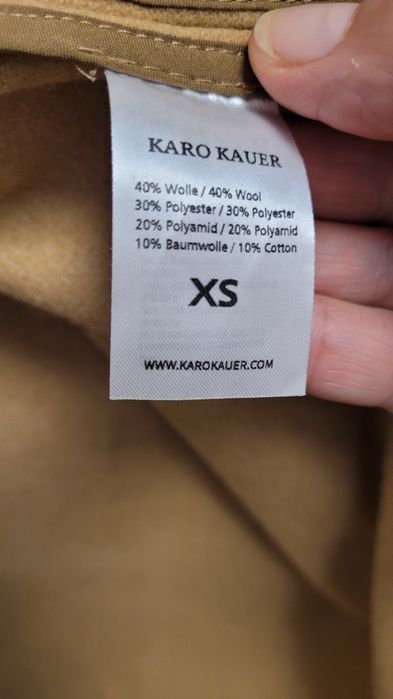 KARO KAUER
40% Wolle / 40% Wool
30% Polyester / 30% Polyester
20% Polyamid / 20% Polyamid
10% Baumwolle / 10% Cotton
XS
WWW.KAROKAUER.COM